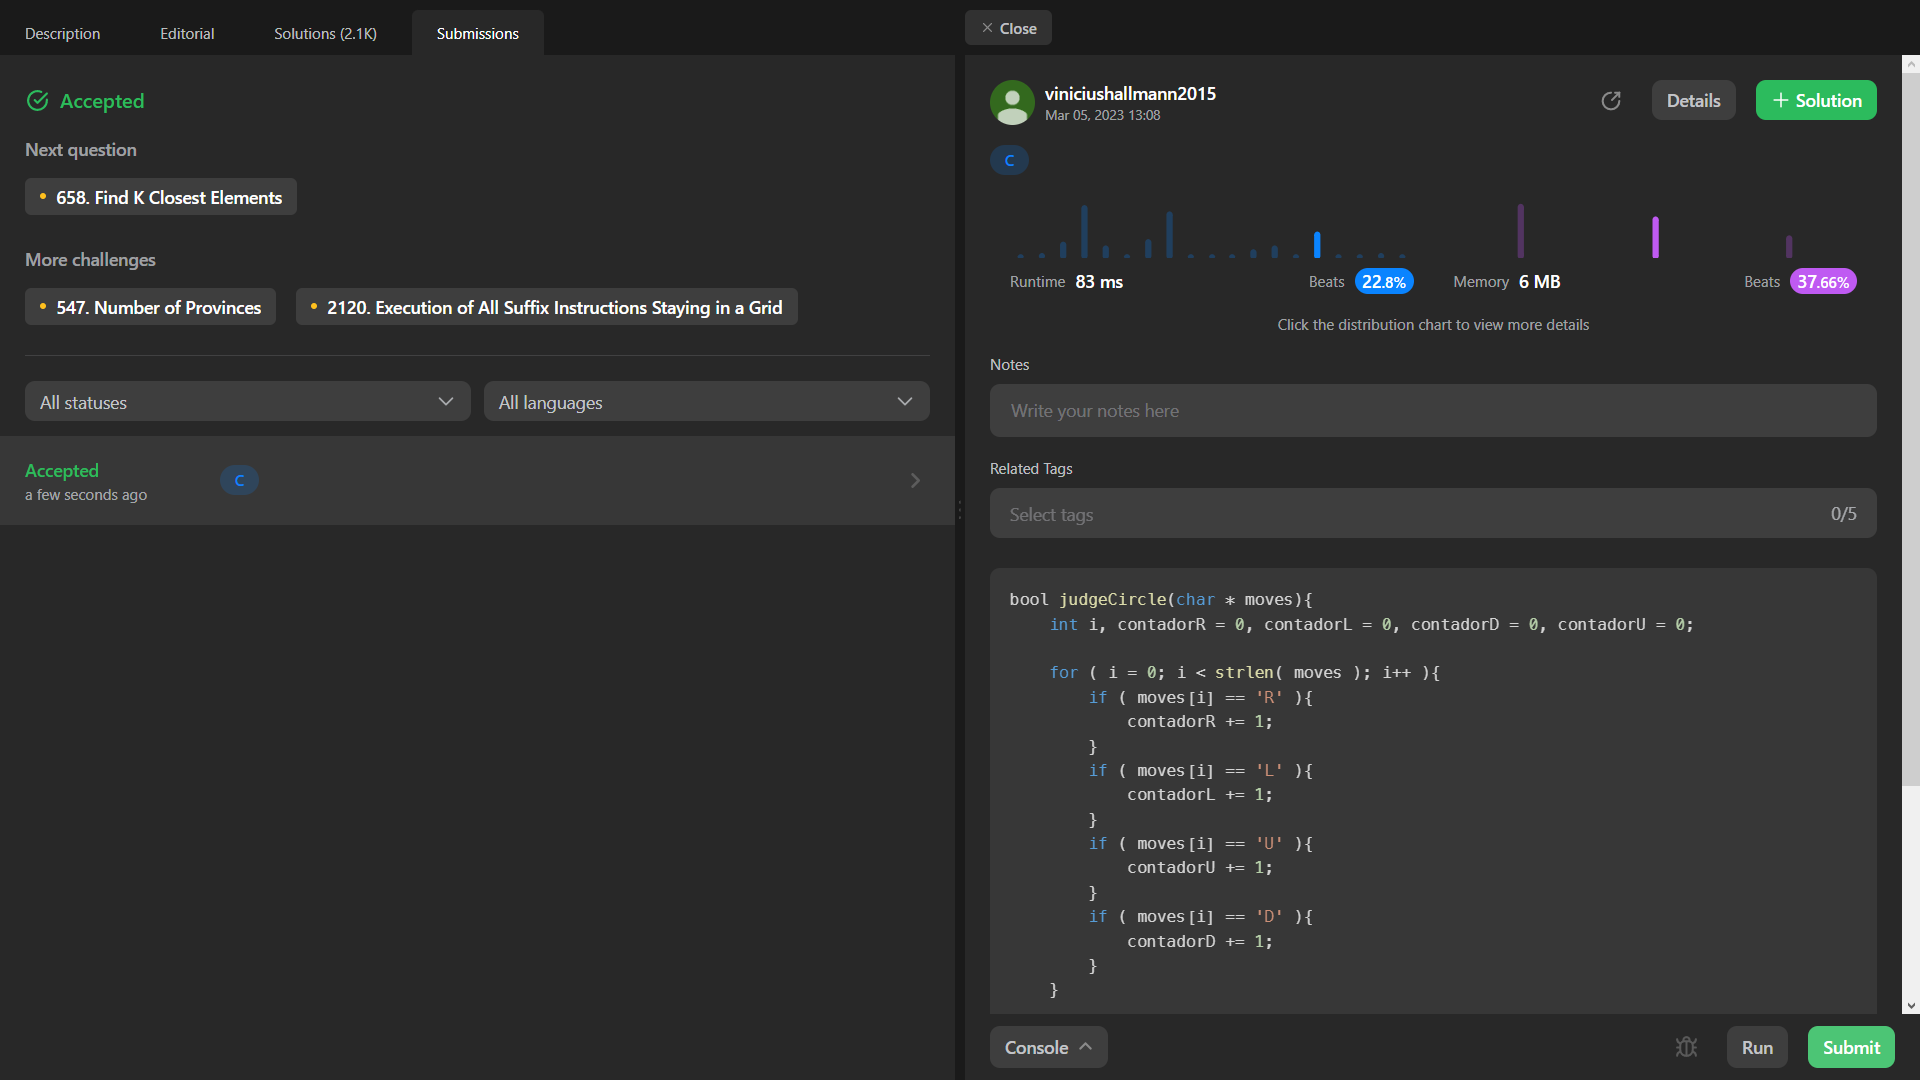 Description Editorial Solutions (2.1K) Submissions
Accepted
Next question
658. Find K Closest Elements
More challenges
547. Number of Provinces 2120. Execution of All Suffix Instructions Staying in a Grid
All statuses All languages
Accepted
a few seconds ago
C
Close
viniciushallmann2015
Mar 05, 2023 13:08
Details
Solution
C
Runtime 83 ms Beats 22.8% Memory 6 MB Beats 37.66%
Click the distribution chart to view more details
Notes
Write your notes here
Related Tags
Select tags 0/5
bool judgeCircle(char * moves){
    int i, contadorR = 0, contadorL = 0, contadorD = 0, contadorU = 0;
    for ( i = 0; i < strlen( moves ); i++ ){
        if ( moves[i] == 'R' ){
            contadorR += 1;
        }
        if ( moves[i] == 'L' ){
            contadorL += 1;
        }
        if ( moves[i] == 'U' ){
            contadorU += 1;
        }
        if ( moves[i] == 'D' ){
            contadorD += 1;
        }
    }
Console Run Submit